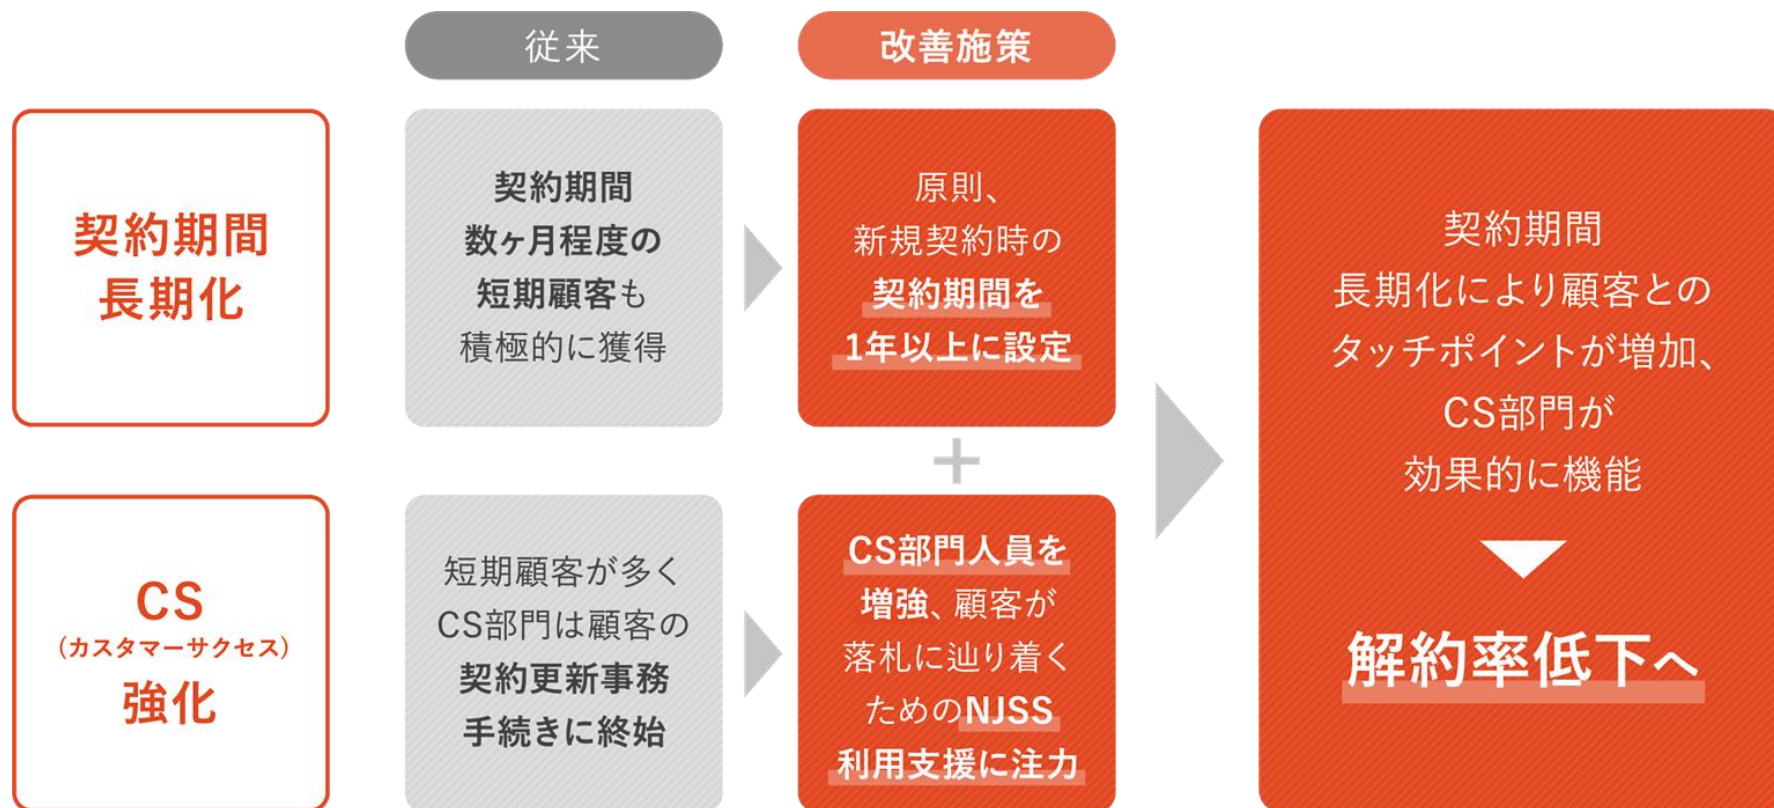 従来
改善施策
契約期間
長期化
契約期間
数ヶ月程度の
短期顧客も
積極的に獲得
原則、
新規契約時の
契約期間を
1年以上に設定
+
CS
(カスタマーサクセス)
強化
短期顧客が多く
CS部門は顧客の
契約更新事務
手続きに終始
CS部門人員を
増強、顧客が
落札に辿り着く
ためのNJSS
利用支援に注力
契約期間
長期化により顧客との
タッチポイントが増加、
CS部門が
効果的に機能
解約率低下へ